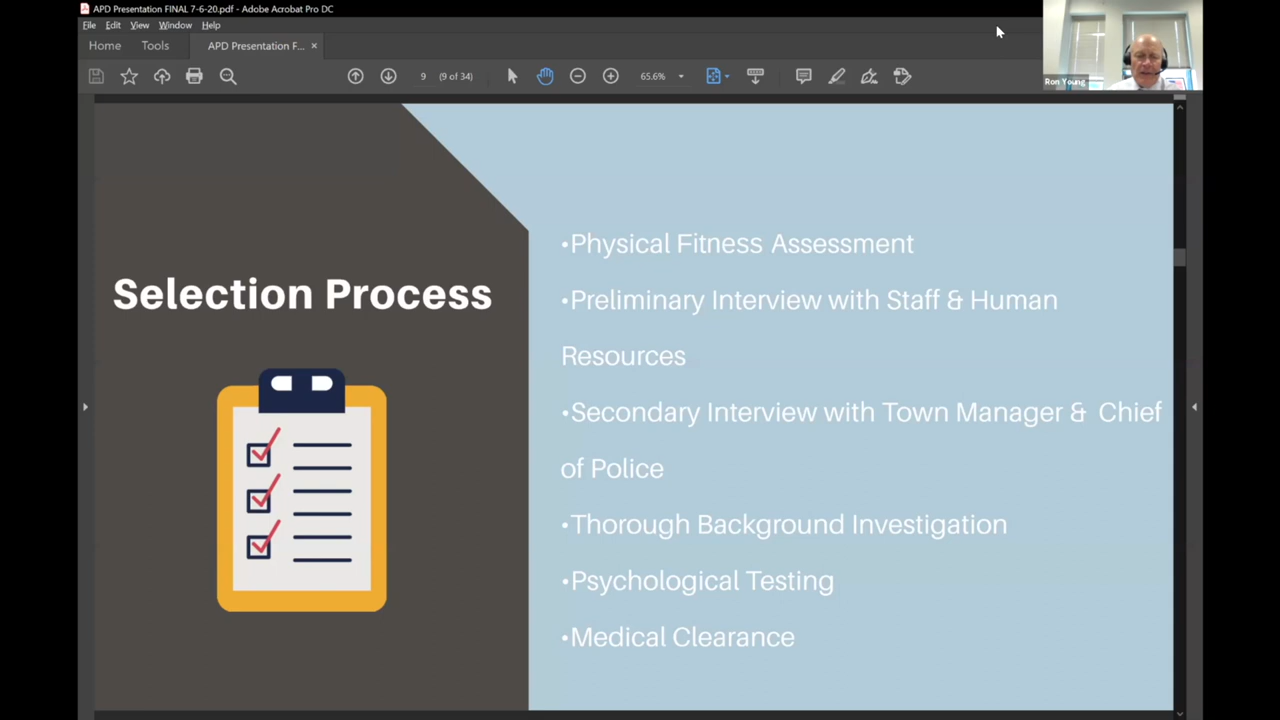 APD Presentation FINAL 7-6-20.pdf - Adobe Acrobat Pro DC
File Edit View Window Help
Home Tools APD Presentation F... ×
9 (9 of 34) 65.6%
Ron Young
Selection Process
•Physical Fitness Assessment
•Preliminary Interview with Staff & Human
Resources
•Secondary Interview with Town Manager & Chief
of Police
•Thorough Background Investigation
•Psychological Testing
•Medical Clearance